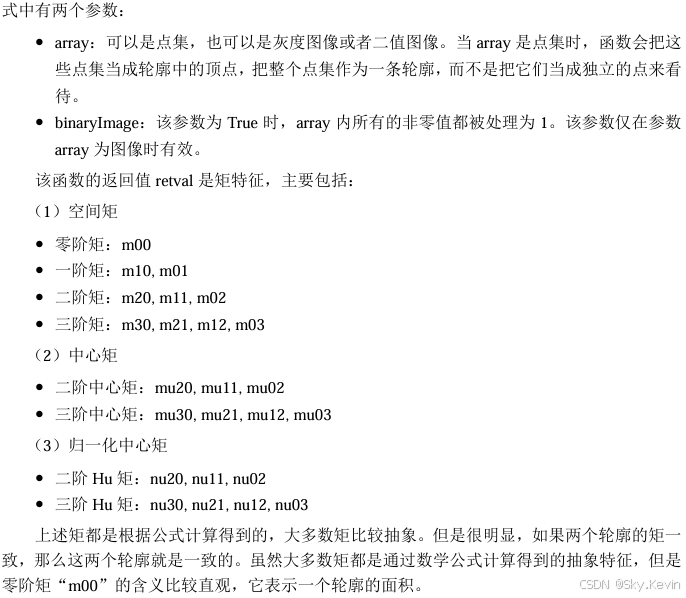 式中有两个参数：
● array：可以是点集，也可以是灰度图像或者二值图像。当 array 是点集时，函数会把这
些点集当成轮廓中的顶点，把整个点集作为一条轮廓，而不是把它们当成独立的点来看
待。
● binaryImage：该参数为 True 时，array 内所有的非零值都被处理为 1。该参数仅在参数
array 为图像时有效。
该函数的返回值 retval 是矩特征，主要包括：
（1）空间矩
● 零阶矩：m00
● 一阶矩：m10, m01
● 二阶矩：m20, m11, m02
● 三阶矩：m30, m21, m12, m03
（2）中心矩
● 二阶中心矩：mu20, mu11, mu02
● 三阶中心矩：mu30, mu21, mu12, mu03
（3）归一化中心矩
● 二阶 Hu 矩：nu20, nu11, nu02
● 三阶 Hu 矩：nu30, nu21, nu12, nu03
上述矩都是根据公式计算得到的，大多数矩比较抽象。但是很明显，如果两个轮廓的矩一
致，那么这两个轮廓就是一致的。虽然大多数矩都是通过数学公式计算得到的抽象特征，但是
零阶矩“m00”的含义比较直观，它表示一个轮廓的面积。
CSDN @Sky.Kevin